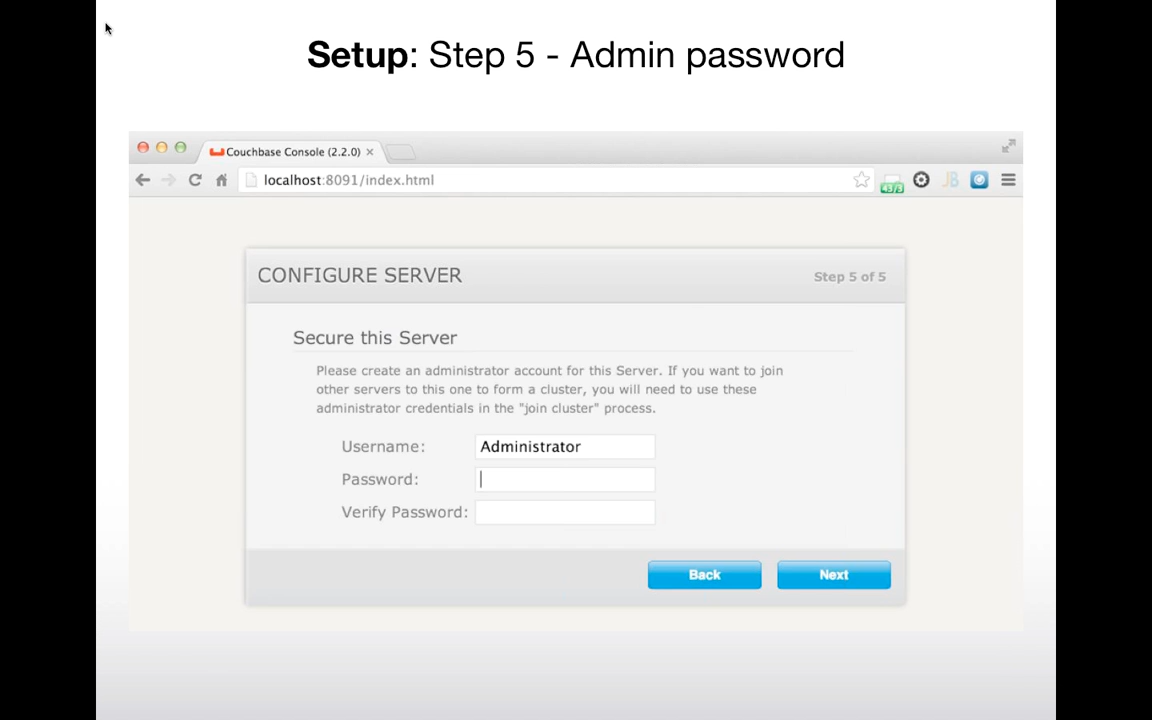 Setup: Step 5 - Admin password
Couchbase Console (2.2.0)
localhost:8091/index.html
CONFIGURE SERVER
Step 5 of 5
Secure this Server
Please create an administrator account for this Server. If you want to join
other servers to this one to form a cluster, you will need to use these
administrator credentials in the "join cluster" process.
Username: Administrator
Password:
Verify Password:
Back Next